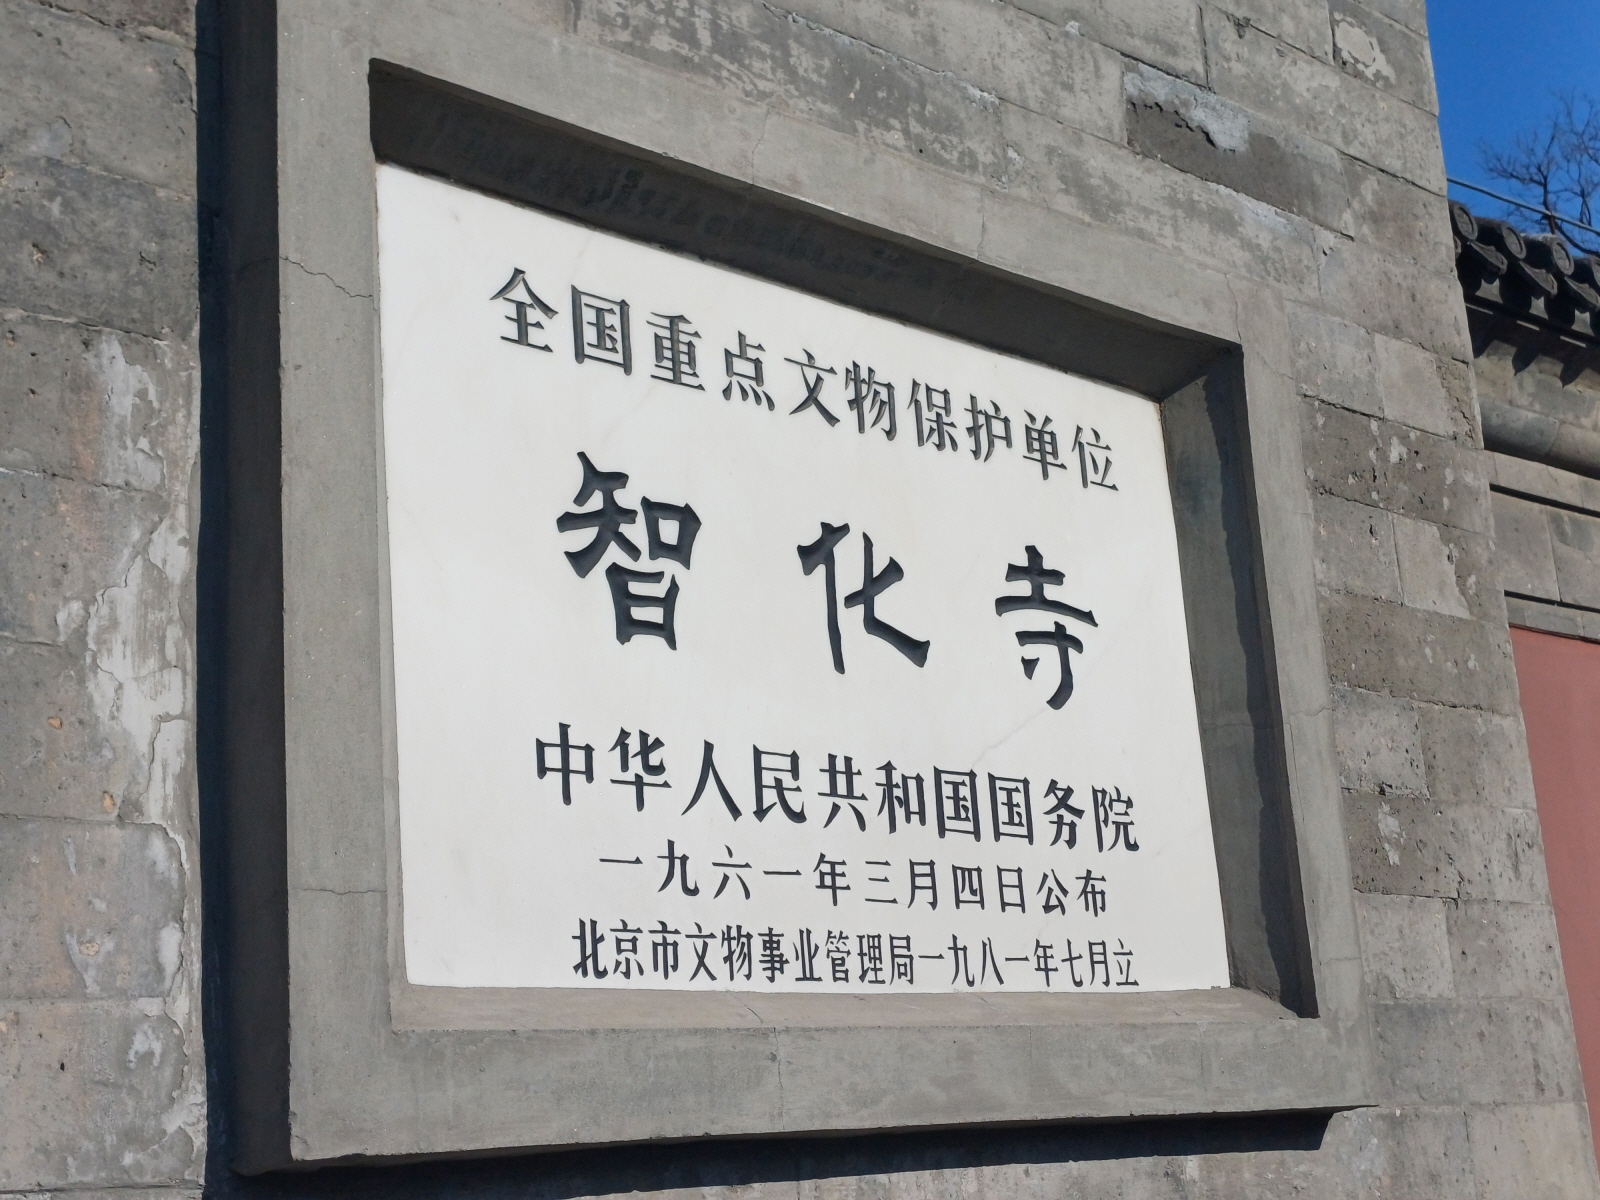 全国重点文物保护单位
智化寺
中华人民共和国国务院
一九六一年三月四日公布
北京市文物事业管理局一九八一年七月立